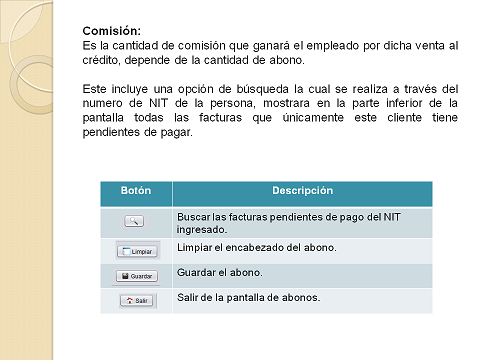 Comisión:
Es la cantidad de comisión que ganará el empleado por dicha venta al
crédito, depende de la cantidad de abono.
Este incluye una opción de búsqueda la cual se realiza a través del
numero de NIT de la persona, mostrara en la parte inferior de la
pantalla todas las facturas que únicamente este cliente tiene
pendientes de pagar.
Botón Descripción
Buscar las facturas pendientes de pago del NIT
ingresado.
Limpiar Limpiar el encabezado del abono.
Guardar Guardar el abono.
Salir Salir de la pantalla de abonos.